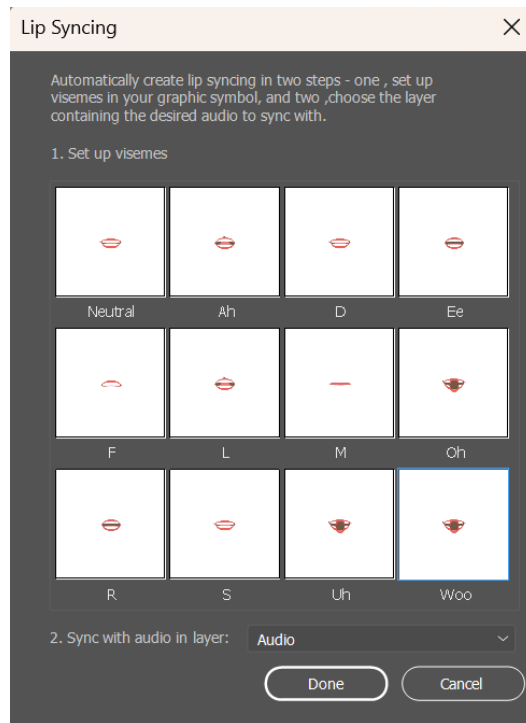 Lip Syncing
Automatically create lip syncing in two steps - one , set up
visemes in your graphic symbol, and two ,choose the layer
containing the desired audio to sync with.
1. Set up visemes
Neutral Ah D Ee
F L M Oh
R S Uh Woo
2. Sync with audio in layer: Audio
Done Cancel